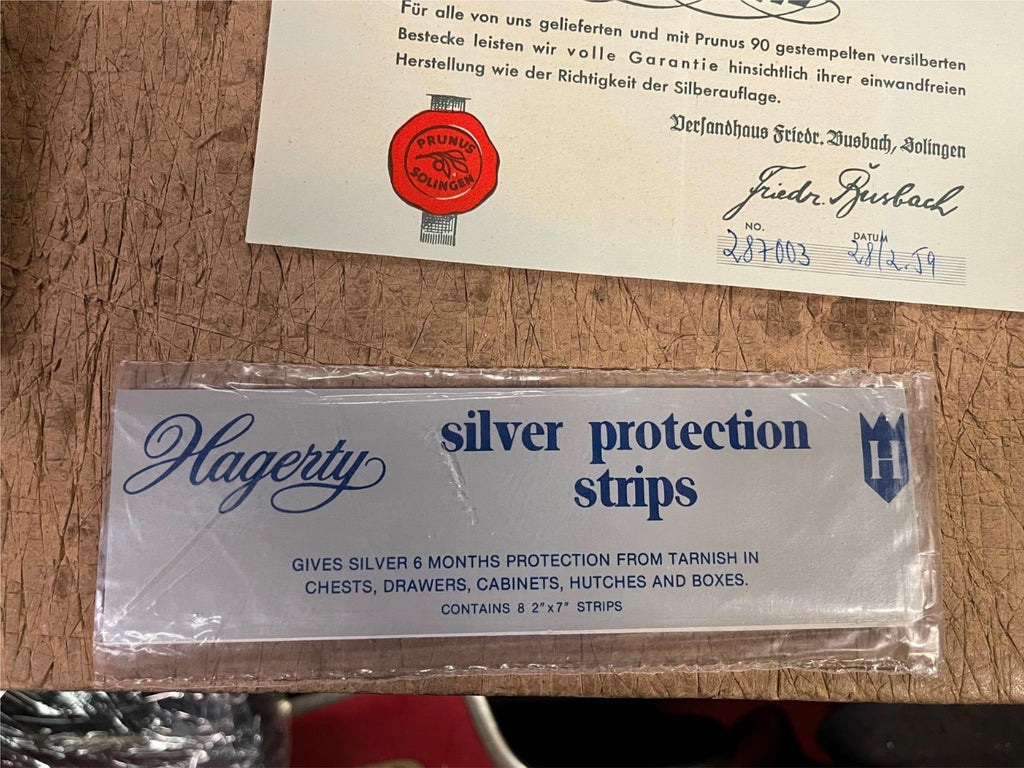 Für alle von uns gelieferten und mit Prunus 90 gestempelten versilberten
Bestecke leisten wir volle Garantie hinsichtlich ihrer einwandfreien
Herstellung wie der Richtigkeit der Silberauflage.
Versandhaus Friedr. Busbach, Solingen
PRUNUS
SOLINGEN
Friedr. Busbach
NO.
DATUM
287003
28/2.59
Hagerty
silver protection
strips
H
GIVES SILVER 6 MONTHS PROTECTION FROM TARNISH IN
CHESTS, DRAWERS, CABINETS, HUTCHES AND BOXES.
CONTAINS 8 2"x7" STRIPS